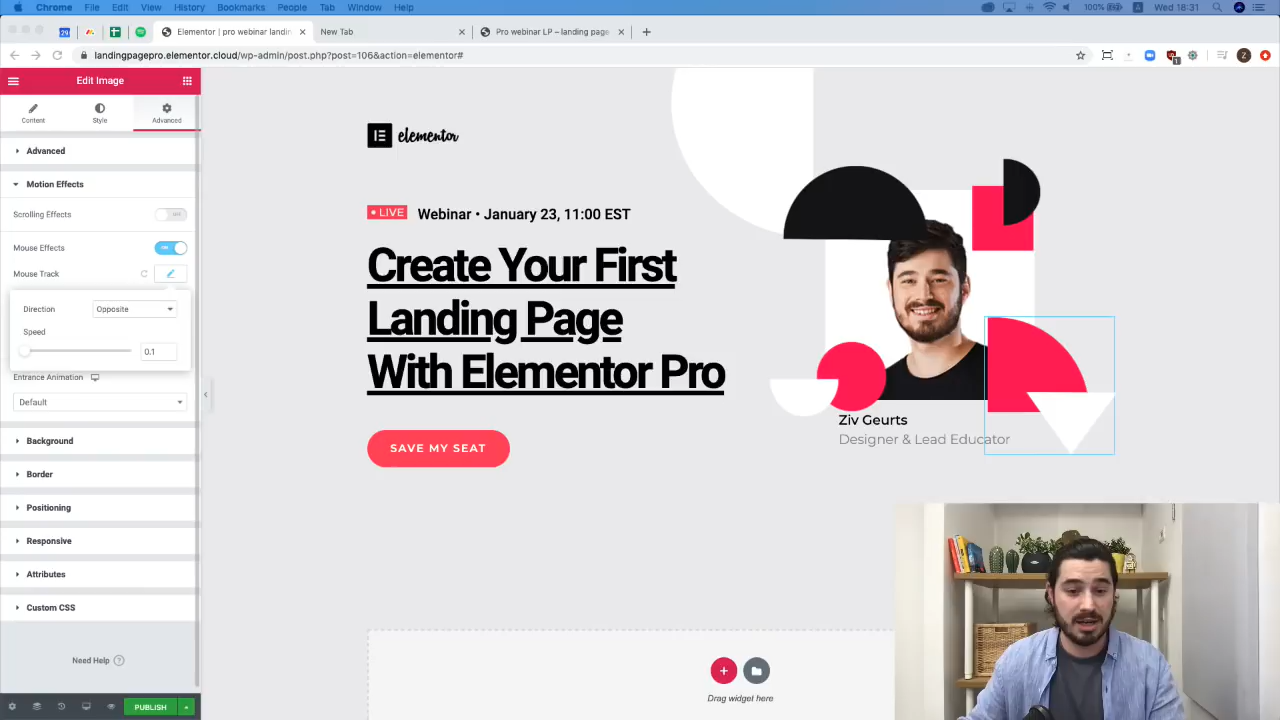 Chrome File Edit View History Bookmarks People Tab Window Help
100% Wed 18:31
Elementor | pro webinar landin
New Tab
Pro webinar LP – landing page
landingpagepro.elementor.cloud/wp-admin/post.php?post=106&action=elementor#
Z
Edit Image
Content Style Advanced
Advanced
Motion Effects
Scrolling Effects OFF
Mouse Effects ON
Mouse Track
Direction Opposite
Speed
0.1
Entrance Animation
Default
Background
Border
Positioning
Responsive
Attributes
Custom CSS
Need Help ?
PUBLISH
elementor
LIVE Webinar • January 23, 11:00 EST
Create Your First
Landing Page
With Elementor Pro
SAVE MY SEAT
Ziv Geurts
Designer & Lead Educator
Drag widget here